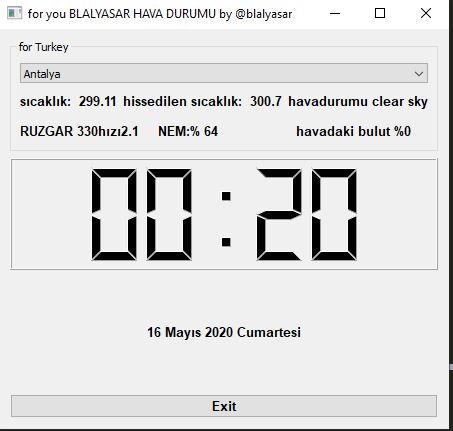 for you BLALYASAR HAVA DURUMU by @blalyasar
for Turkey
Antalya
sıcaklık: 299.11 hissedilen sıcaklık: 300.7 havadurumu clear sky
RUZGAR 330hızı2.1 NEM:% 64 havadaki bulut %0
00:20
16 Mayıs 2020 Cumartesi
Exit